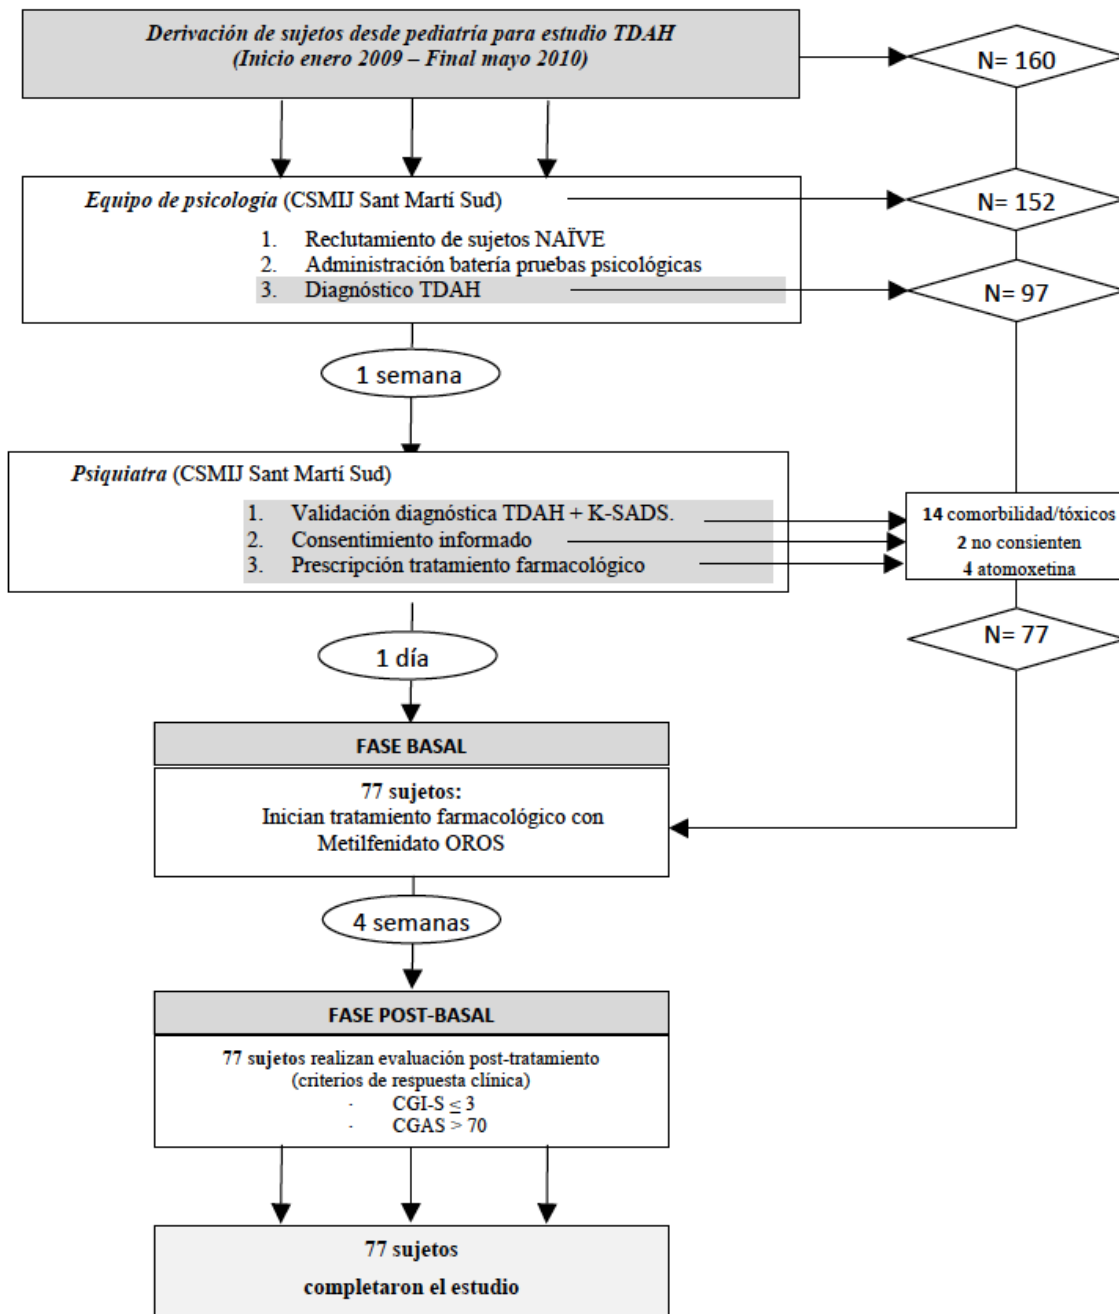 Derivación de sujetos desde pediatría para estudio TDAH
(Inicio enero 2009 – Final mayo 2010)
N= 160
Equipo de psicología (CSMIJ Sant Martí Sud)
N= 152
1. Reclutamiento de sujetos NAÏVE
2. Administración batería pruebas psicológicas
3. Diagnóstico TDAH
N= 97
1 semana
Psiquiatra (CSMIJ Sant Martí Sud)
1. Validación diagnóstica TDAH + K-SADS.
2. Consentimiento informado
3. Prescripción tratamiento farmacológico
14 comorbilidad/tóxicos
2 no consienten
4 atomoxetina
N= 77
1 día
FASE BASAL
77 sujetos:
Inician tratamiento farmacológico con
Metilfenidato OROS
4 semanas
FASE POST-BASAL
77 sujetos realizan evaluación post-tratamiento
(criterios de respuesta clínica)
- CGI-S ≤ 3
- CGAS > 70
77 sujetos
completaron el estudio